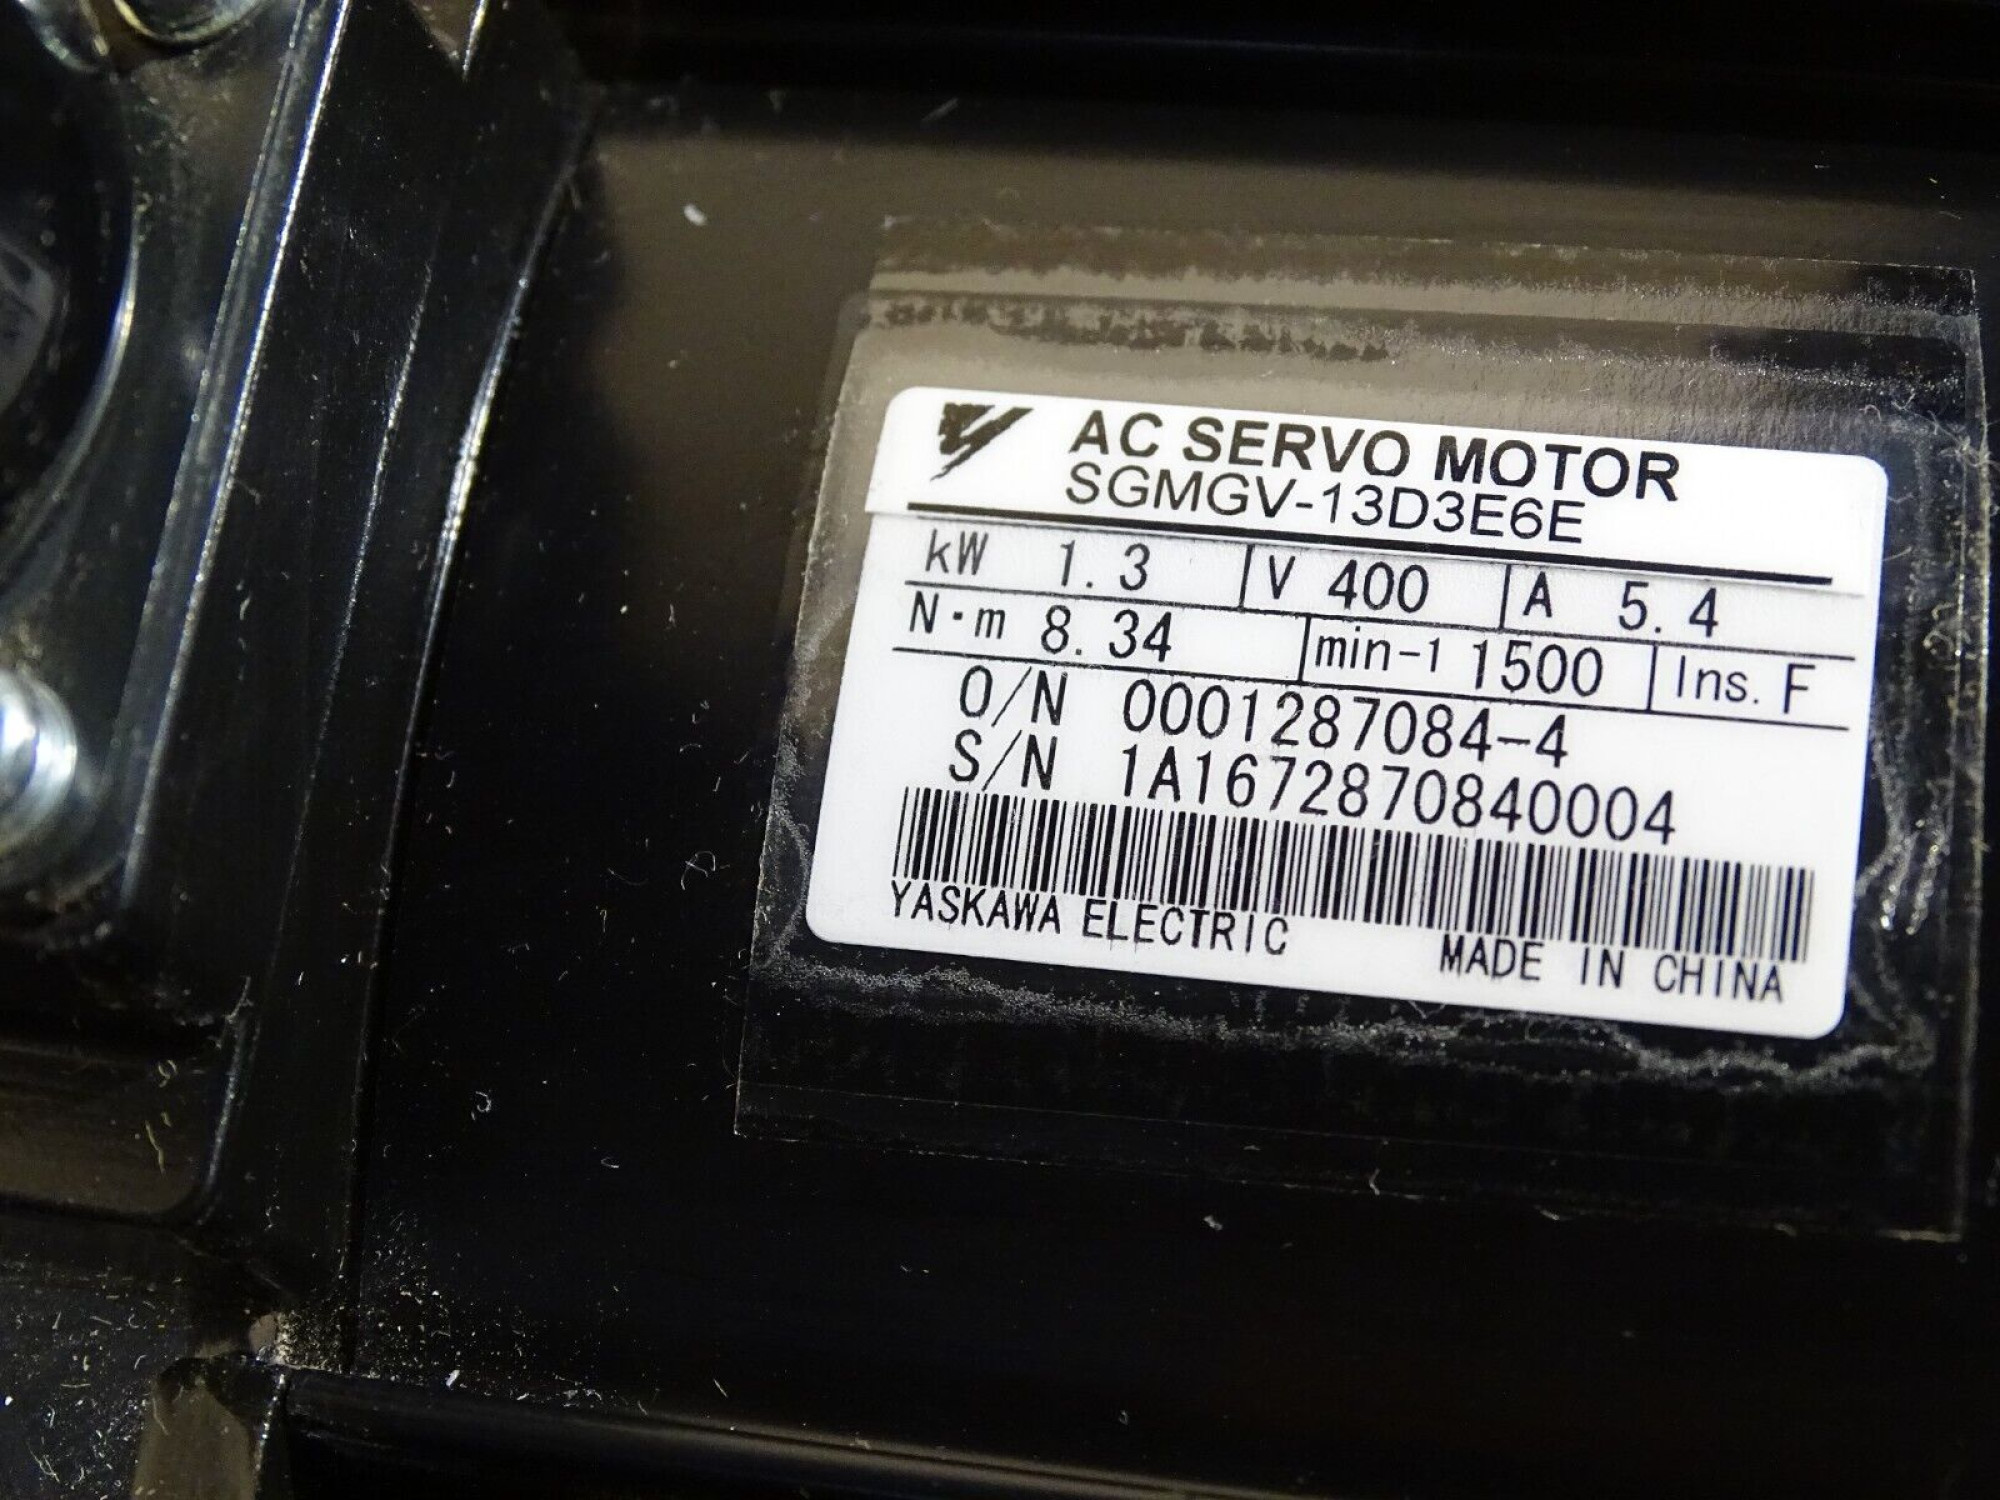 AC SERVO MOTOR
SGMGV-13D3E6E
kW 1.3 V 400 A 5.4
N·m 8.34 min-1 1500 Ins. F
O/N 0001287084-4
S/N 1A1672870840004
YASKAWA ELECTRIC MADE IN CHINA